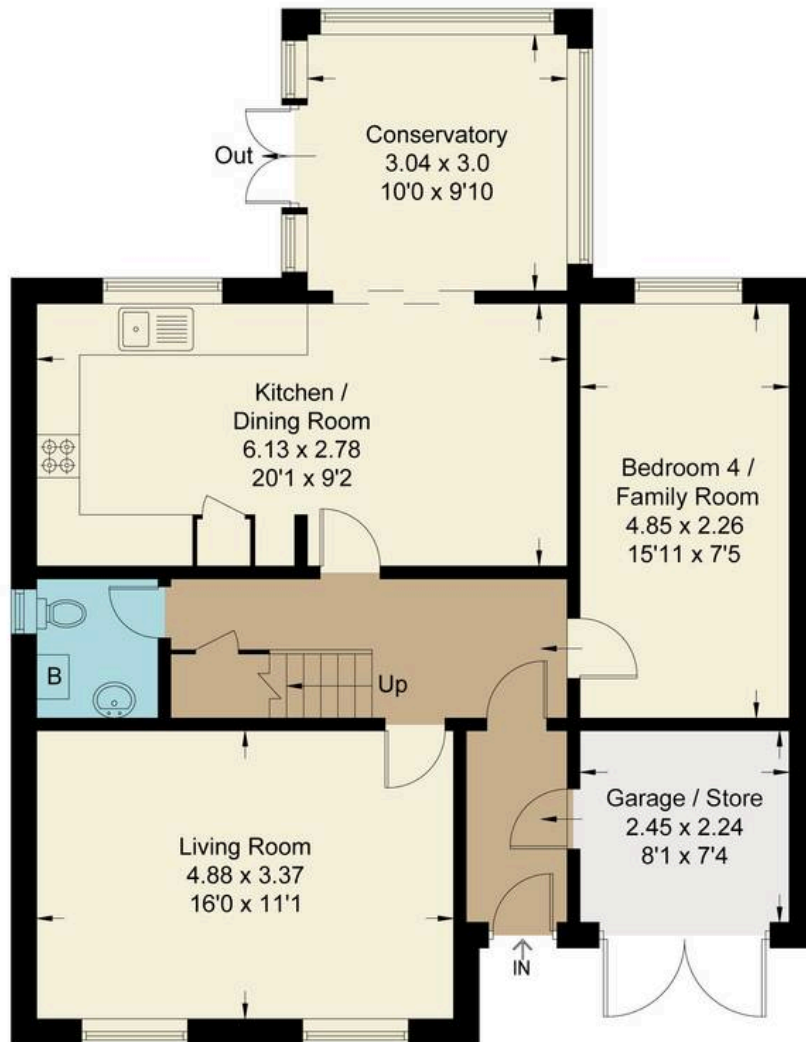 Conservatory
3.04 x 3.0
10'0 x 9'10
Out
Kitchen /
Dining Room
6.13 x 2.78
20'1 x 9'2
Bedroom 4 /
Family Room
4.85 x 2.26
15'11 x 7'5
B
Up
Living Room
4.88 x 3.37
16'0 x 11'1
Garage / Store
2.45 x 2.24
8'1 x 7'4
IN